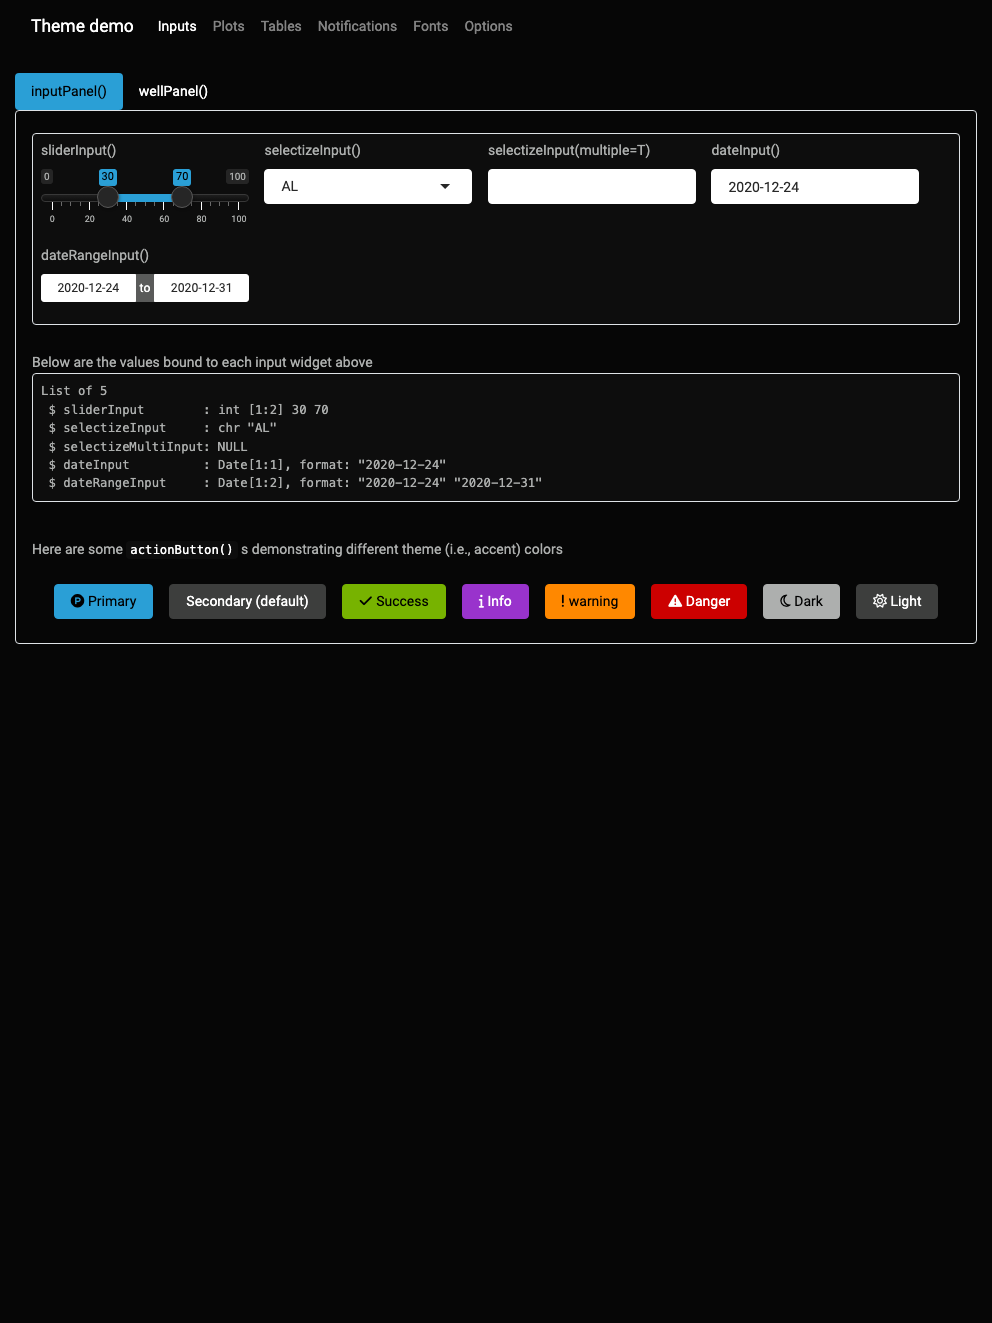 Theme demo Inputs Plots Tables Notifications Fonts Options
inputPanel() wellPanel()
sliderInput() selectizeInput() selectizeInput(multiple=T) dateInput()
0 30 70 100
AL 2020-12-24
0 20 40 60 80 100
dateRangeInput()
2020-12-24 to 2020-12-31
Below are the values bound to each input widget above
List of 5
$ sliderInput : int [1:2] 30 70
$ selectizeInput : chr "AL"
$ selectizeMultiInput: NULL
$ dateInput : Date[1:1], format: "2020-12-24"
$ dateRangeInput : Date[1:2], format: "2020-12-24" "2020-12-31"
Here are some actionButton() s demonstrating different theme (i.e., accent) colors
Primary Secondary (default) Success Info warning Danger Dark Light